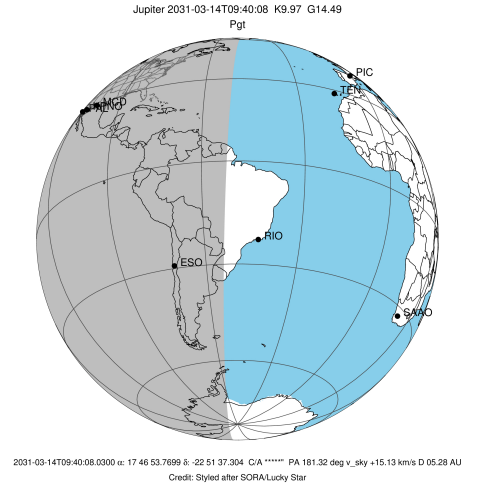 Jupiter 2031-03-14T09:40:08 K9.97 G14.49
Pgt
PIC
TEN
MCD
ESO
RIO
SAAO
2031-03-14T09:40:08.0300 α: 17 46 53.7699 δ: -22 51 37.304 C/A *****" PA 181.32 deg v_sky +15.13 km/s D 05.28 AU
Credit: Styled after SORA/Lucky Star